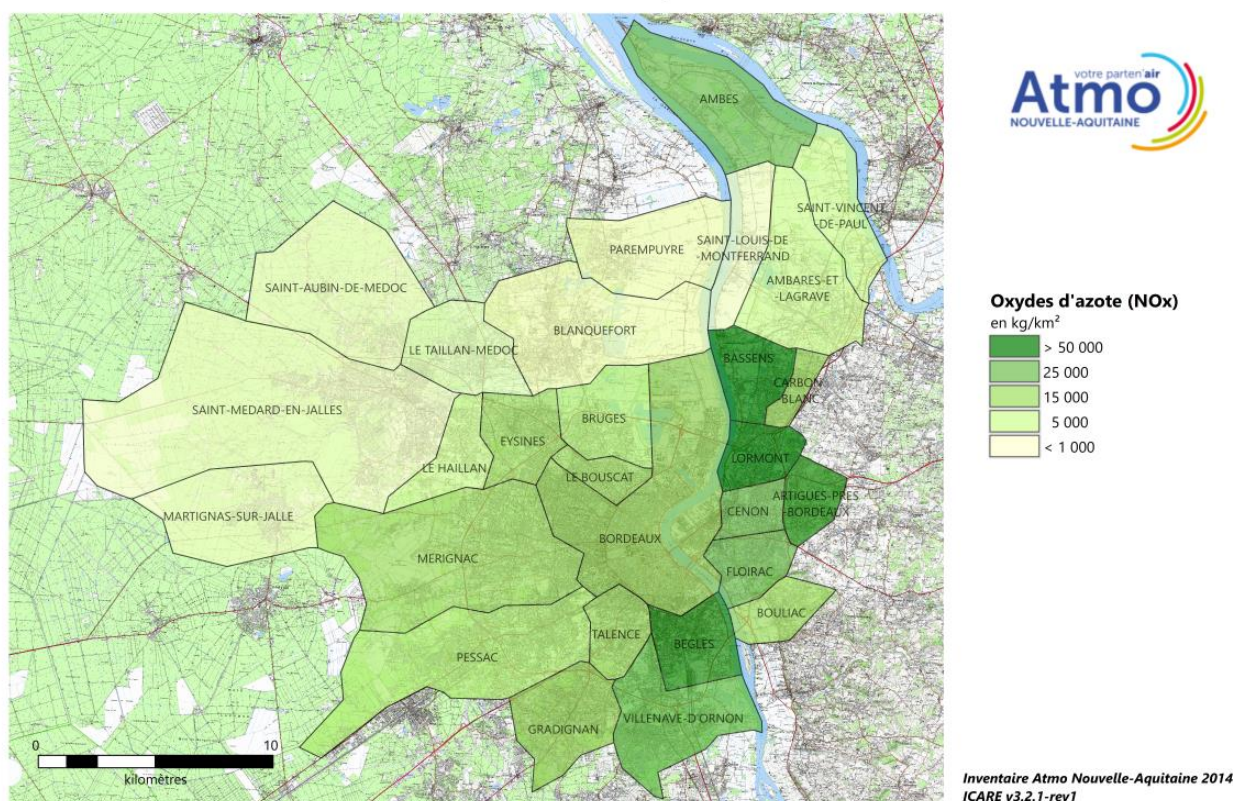 AMBES
SAINT-VINCENT
-DE-PAUL
PAREMPUYRE
SAINT-LOUIS-DE
-MONTFERRAND
AMBARES-ET
-LAGRAVE
SAINT-AUBIN-DE-MEDOC
BLANQUEFORT
LE TAILLAN-MEDOC
BASSENS
CARBON
BLANC
SAINT-MEDARD-EN-JALLES
BRUGES
EYSINES
LORMONT
LE HAILLAN
LE BOUSCAT
ARTIGUES-PRES
-BORDEAUX
MARTIGNAS-SUR-JALLE
CENON
BORDEAUX
MERIGNAC
FLOIRAC
BOULIAC
TALENCE
BEGLES
PESSAC
VILLENAVE-D'ORNON
GRADIGNAN
0 10
kilomètres
votre parten'air
Atmo
NOUVELLE-AQUITAINE
Oxydes d'azote (NOx)
en kg/km²
> 50 000
25 000
15 000
5 000
< 1 000
Inventaire Atmo Nouvelle-Aquitaine 2014
ICARE v3.2.1-rev1